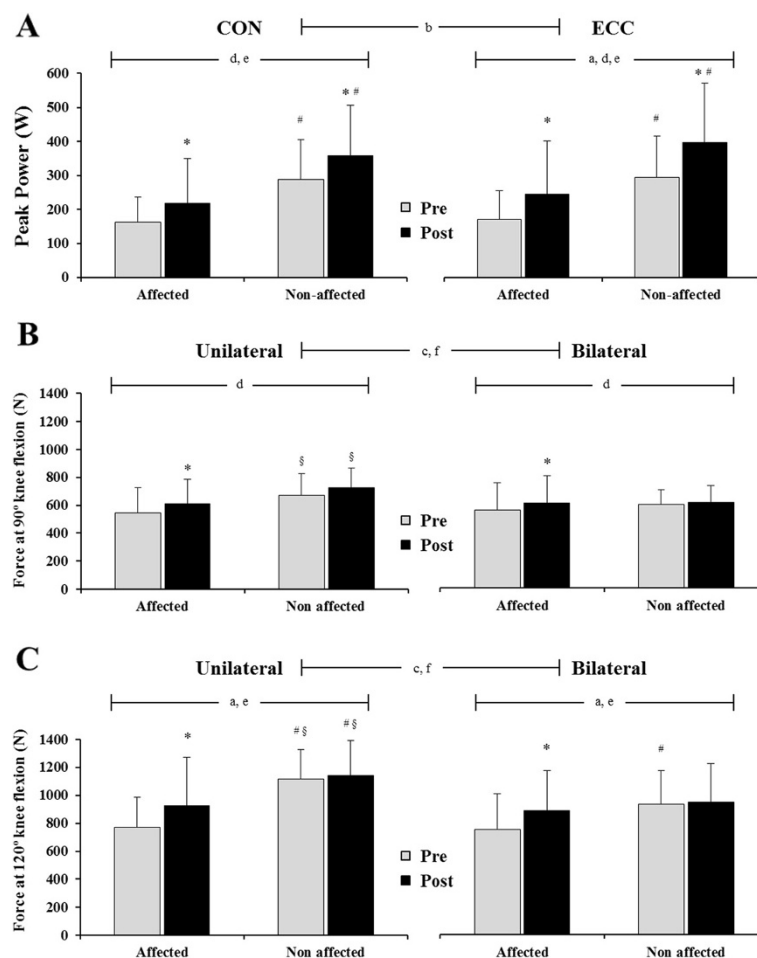 A
CON
b
ECC
d, e
a, d, e
Peak Power (W)
600
500
400
300
200
100
0
*
#
* #
*
#
* #
Pre
Post
Affected
Non-affected
Affected
Non-affected
B
Unilateral
c, f
Bilateral
d
d
Force at 90º knee flexion (N)
1400
1200
1000
800
600
400
200
0
*
§
§
*
Pre
Post
Affected
Non affected
Affected
Non affected
C
Unilateral
c, f
Bilateral
a, e
a, e
Force at 120º knee flexion (N)
1400
1200
1000
800
600
400
200
0
*
# §
# §
*
#
Pre
Post
Affected
Non affected
Affected
Non affected